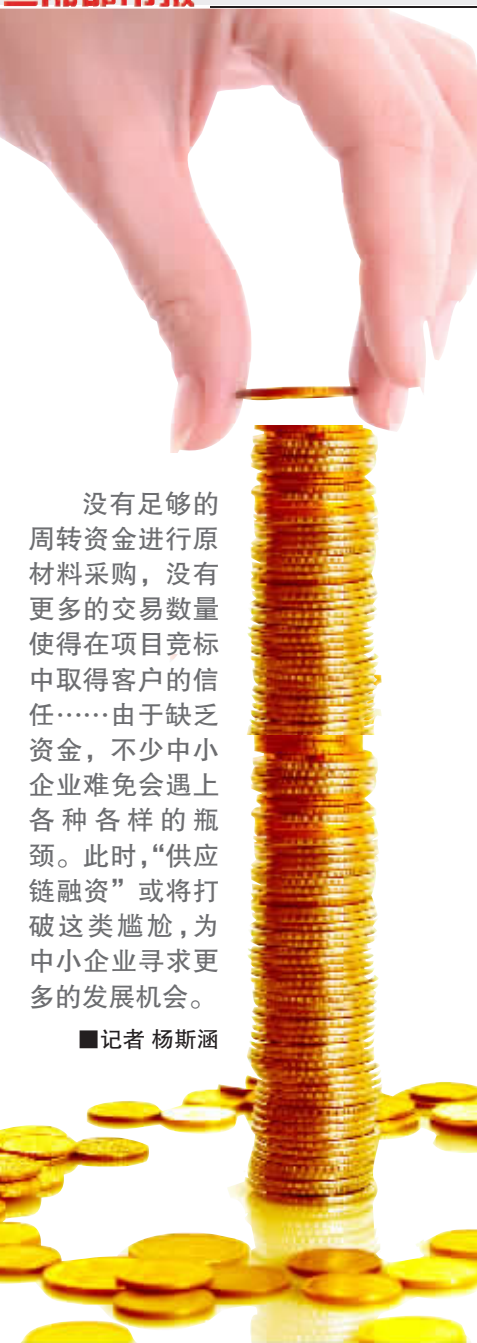 没有足够的
周转资金进行原
材料采购，没有
更多的交易数量
使得在项目竞标
中取得客户的信
任……由于缺乏
资金，不少中小
企业难免会遇上
各种各样的瓶
颈。此时，“供应
链融资”或将打
破这类尴尬，为
中小企业寻求更
多的发展机会。
■记者 杨斯涵